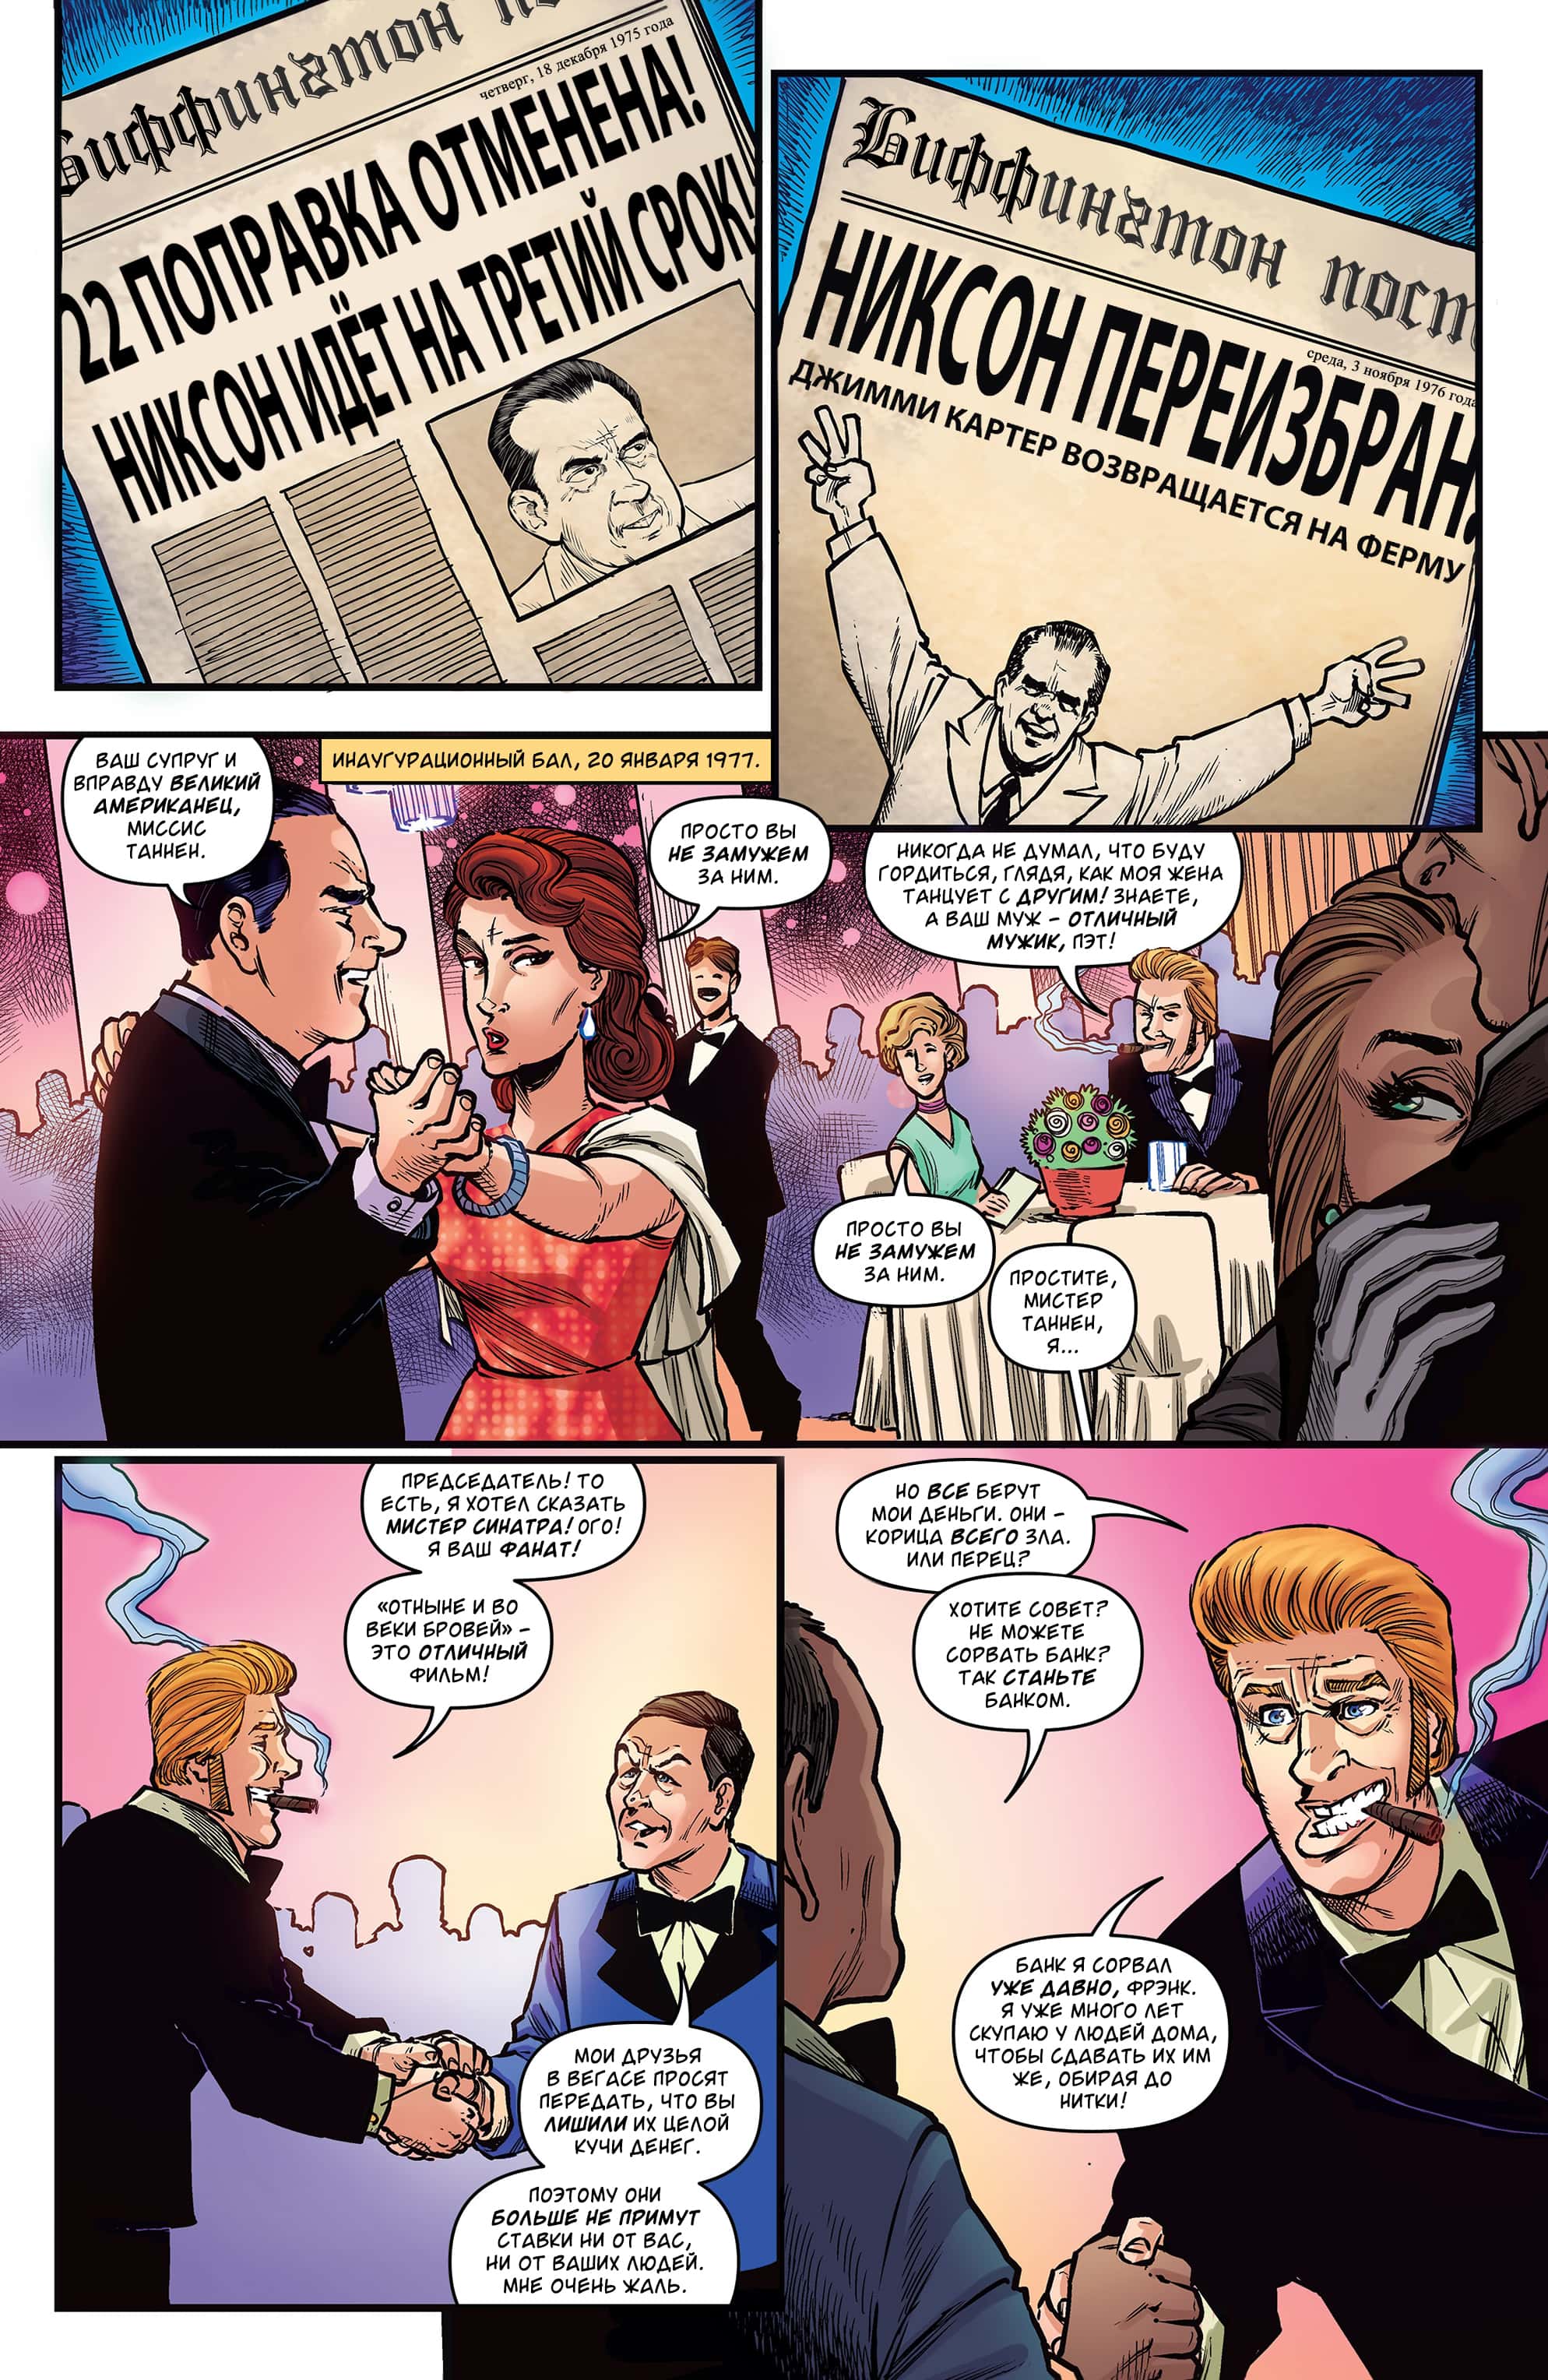 Биффингтон по
четверг, 18 декабря 1975 года
22 ПОПРАВКА ОТМЕНЕНА!
НИКСОН ИДЁТ НА ТРЕТИЙ СРОК!
Биффингтон пост
среда, 3 ноября 1976 года
НИКСОН ПЕРЕИЗБРАН.
ДЖИММИ КАРТЕР ВОЗВРАЩАЕТСЯ НА ФЕРМУ
ВАШ СУПРУГ И
ВПРАВДУ ВЕЛИКИЙ
АМЕРИКАНЕЦ,
МИССИС
ТАННЕН.
ИНАУГУРАЦИОННЫЙ БАЛ, 20 ЯНВАРЯ 1977.
ПРОСТО ВЫ
НЕ ЗАМУЖЕМ
ЗА НИМ.
НИКОГДА НЕ ДУМАЛ, ЧТО БУДУ
ГОРДИТЬСЯ, ГЛЯДЯ, КАК МОЯ ЖЕНА
ТАНЦУЕТ С ДРУГИМ! ЗНАЕТЕ,
А ВАШ МУЖ – ОТЛИЧНЫЙ
МУЖИК, ПЭТ!
ПРОСТО ВЫ
НЕ ЗАМУЖЕМ
ЗА НИМ.
ПРОСТИТЕ,
МИСТЕР
ТАННЕН,
Я...
ПРЕДСЕДАТЕЛЬ! ТО
ЕСТЬ, Я ХОТЕЛ СКАЗАТЬ
МИСТЕР СИНАТРА! ОГО!
Я ВАШ ФАНАТ!
«ОТНЫНЕ И ВО
ВЕКИ БРОВЕЙ» –
ЭТО ОТЛИЧНЫЙ
ФИЛЬМ!
МОИ ДРУЗЬЯ
В ВЕГАСЕ ПРОСЯТ
ПЕРЕДАТЬ, ЧТО ВЫ
ЛИШИЛИ ИХ ЦЕЛОЙ
КУЧИ ДЕНЕГ.
ПОЭТОМУ ОНИ
БОЛЬШЕ НЕ ПРИМУТ
СТАВКИ НИ ОТ ВАС,
НИ ОТ ВАШИХ ЛЮДЕЙ.
МНЕ ОЧЕНЬ ЖАЛЬ.
НО ВСЕ БЕРУТ
МОИ ДЕНЬГИ. ОНИ –
КОРИЦА ВСЕГО ЗЛА.
ИЛИ ПЕРЕЦ?
ХОТИТЕ СОВЕТ?
НЕ МОЖЕТЕ
СОРВАТЬ БАНК?
ТАК СТАНЬТЕ
БАНКОМ.
БАНК Я СОРВАЛ
УЖЕ ДАВНО, ФРЭНК.
Я УЖЕ МНОГО ЛЕТ
СКУПАЮ У ЛЮДЕЙ ДОМА,
ЧТОБЫ СДАВАТЬ ИХ ИМ
ЖЕ, ОБИРАЯ ДО
НИТКИ!